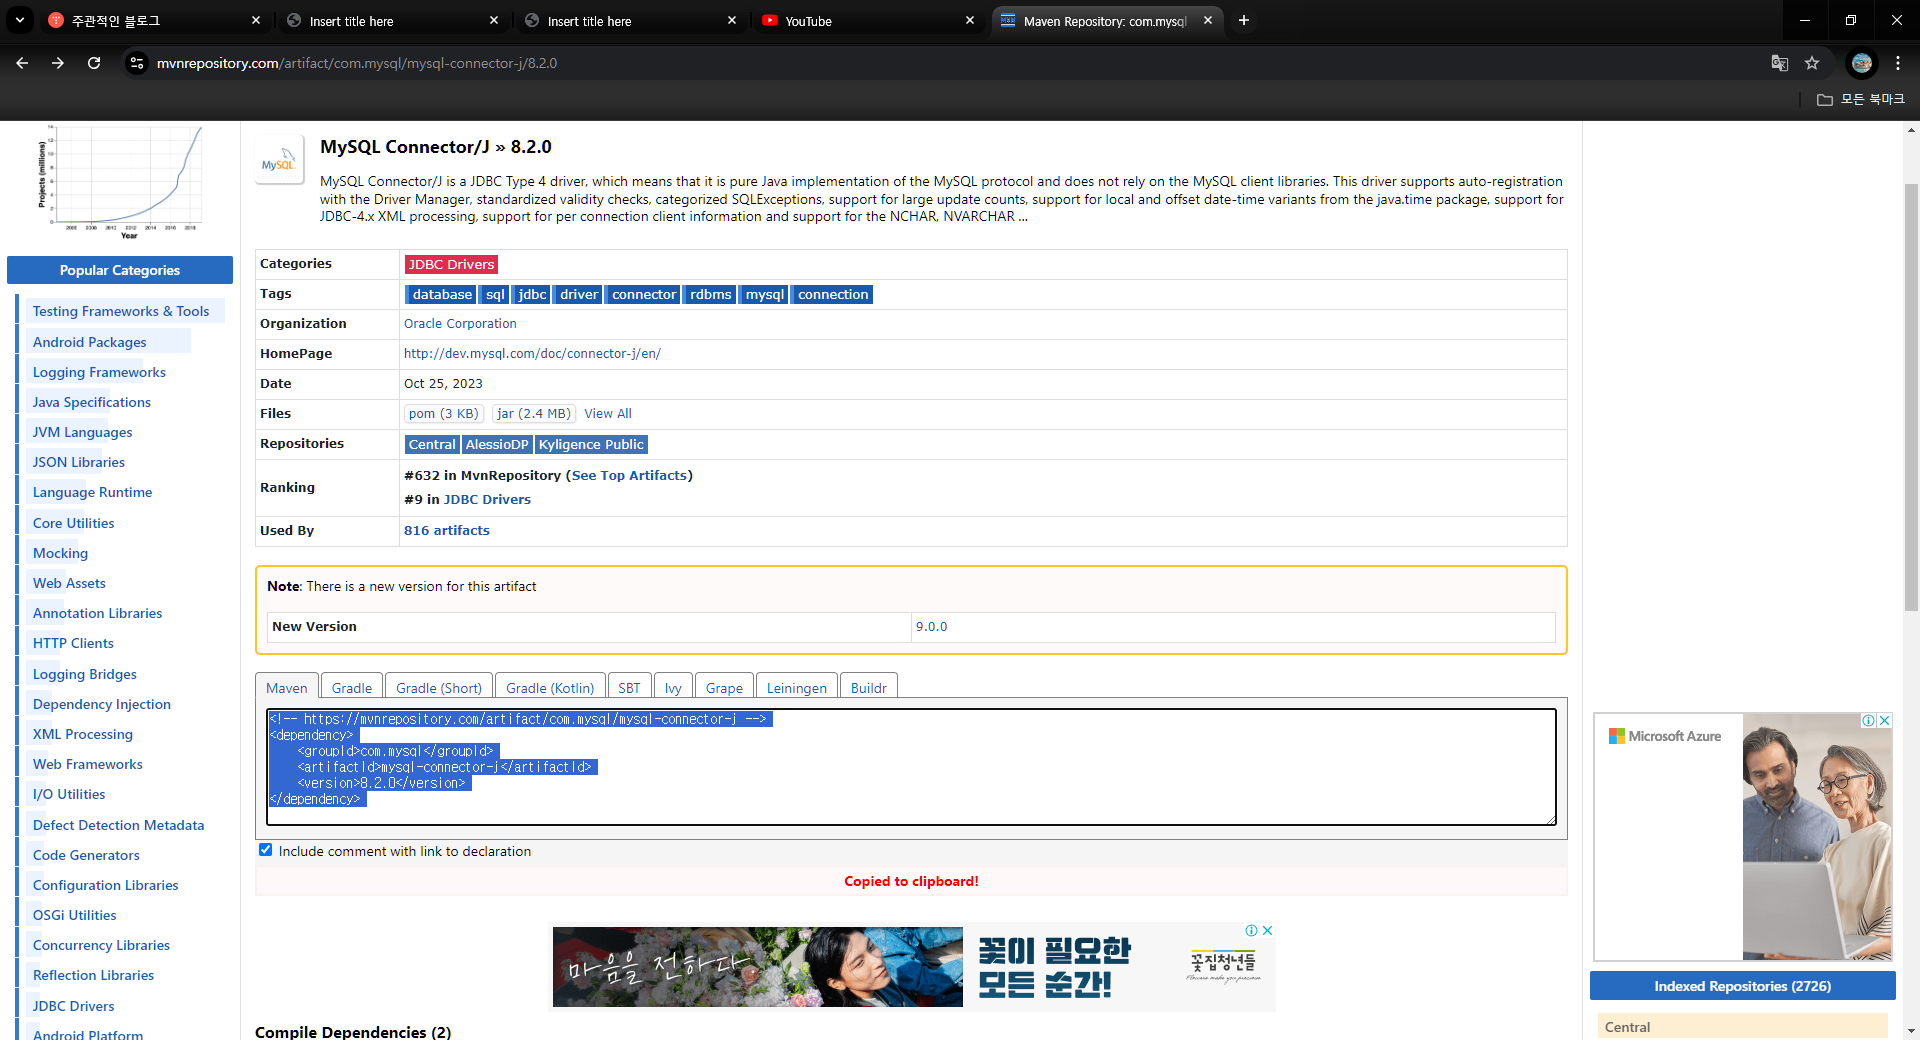 주관적인 블로그
Insert title here
Insert title here
YouTube
Maven Repository: com.mysql
mvnrepository.com/artifact/com.mysql/mysql-connector-j/8.2.0
모든 북마크
Projects (millions)
Year
Popular Categories
Testing Frameworks & Tools
Android Packages
Logging Frameworks
Java Specifications
JVM Languages
JSON Libraries
Language Runtime
Core Utilities
Mocking
Web Assets
Annotation Libraries
HTTP Clients
Logging Bridges
Dependency Injection
XML Processing
Web Frameworks
I/O Utilities
Defect Detection Metadata
Code Generators
Configuration Libraries
OSGi Utilities
Concurrency Libraries
Reflection Libraries
JDBC Drivers
Android Platform
MySQL
MySQL Connector/J » 8.2.0
MySQL Connector/J is a JDBC Type 4 driver, which means that it is pure Java implementation of the MySQL protocol and does not rely on the MySQL client libraries. This driver supports auto-registration
with the Driver Manager, standardized validity checks, categorized SQLExceptions, support for large update counts, support for local and offset date-time variants from the java.time package, support for
JDBC-4.x XML processing, support for per connection client information and support for the NCHAR, NVARCHAR ...
Categories JDBC Drivers
Tags database sql jdbc driver connector rdbms mysql connection
Organization Oracle Corporation
HomePage http://dev.mysql.com/doc/connector-j/en/
Date Oct 25, 2023
Files pom (3 KB) jar (2.4 MB) View All
Repositories Central AlessioDP Kyligence Public
Ranking #632 in MvnRepository (See Top Artifacts)
#9 in JDBC Drivers
Used By 816 artifacts
Note: There is a new version for this artifact
New Version 9.0.0
Maven Gradle Gradle (Short) Gradle (Kotlin) SBT Ivy Grape Leiningen Buildr
<!-- https://mvnrepository.com/artifact/com.mysql/mysql-connector-j -->
<dependency>
<groupId>com.mysql</groupId>
<artifactId>mysql-connector-j</artifactId>
<version>8.2.0</version>
</dependency>
Include comment with link to declaration
Copied to clipboard!
마음을 전하다.
꽃이 필요한
모든 순간!
꽃집청년들
Flowers make you precious
Compile Dependencies (2)
Microsoft Azure
Indexed Repositories (2726)
Central